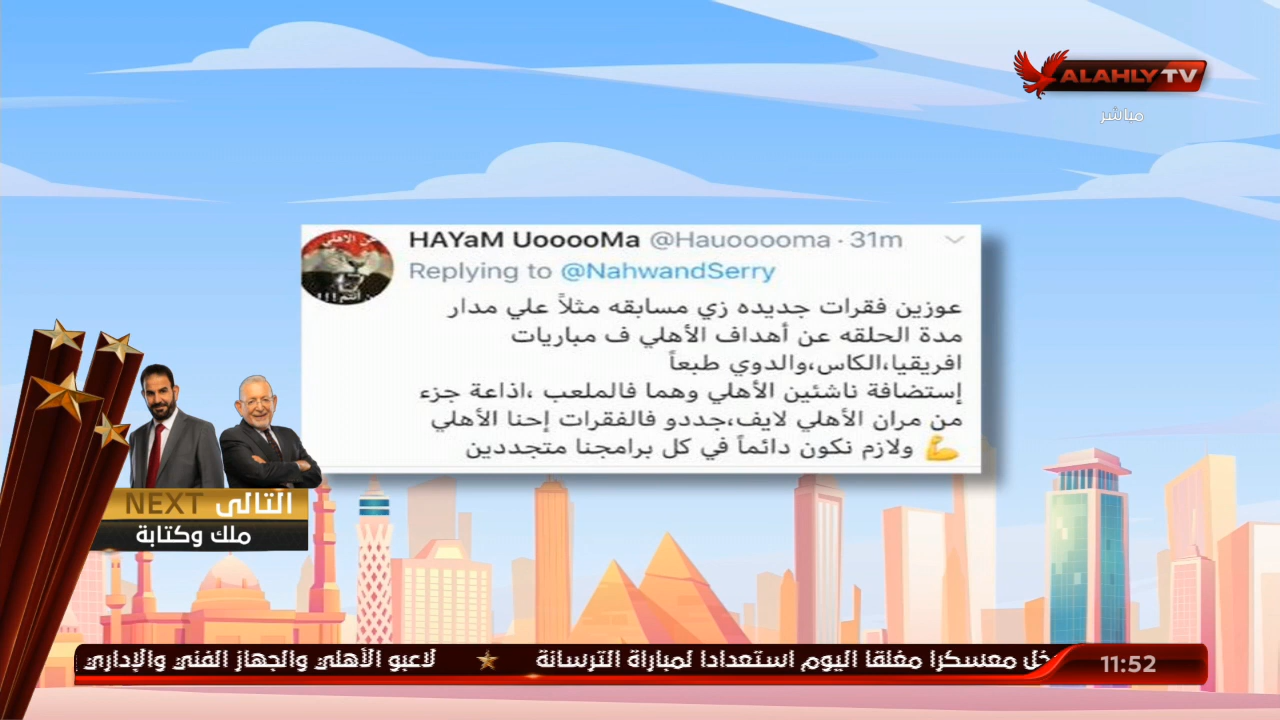 ALAHLY TV
مباشر
HAYaM UooooMa @Hauooooma · 31m
Replying to @NahwandSerry
عوزين فقرات جديده زي مسابقه مثلاً علي مدار
مدة الحلقه عن أهداف الأهلي ف مباريات
افريقيا،الكاس،والدوي طبعاً
إستضافة ناشئين الأهلي وهما فالملعب ،اذاعة جزء
من مران الأهلي لايف،جددو فالفقرات إحنا الأهلي
ولازم نكون دائماً في كل برامجنا متجددين 💪
التالى NEXT
ملك وكتابة
معسكرا مغلقا اليوم استعدادا لمباراة الترسانة ★ لاعبو الأهلي والجهاز الفني والإداري
11:52